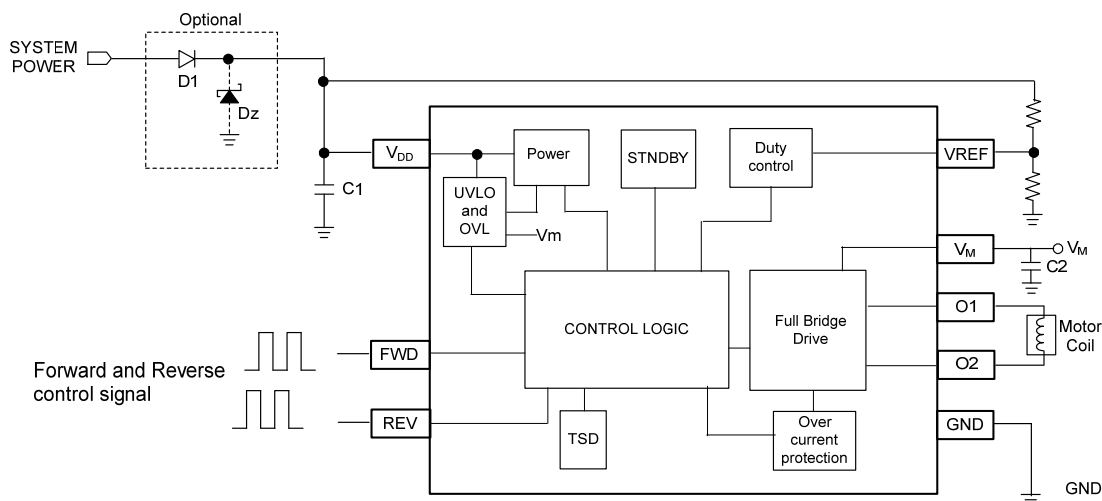 Optional
SYSTEM
POWER
D1
Dz
VDD
C1
Power
STNDBY
Duty
control
VREF
UVLO
and
OVL
Vm
VM
VM
C2
O1
CONTROL LOGIC
Full Bridge
Drive
Motor
Coil
FWD
O2
Forward and Reverse
control signal
REV
TSD
Over
current
protection
GND
GND